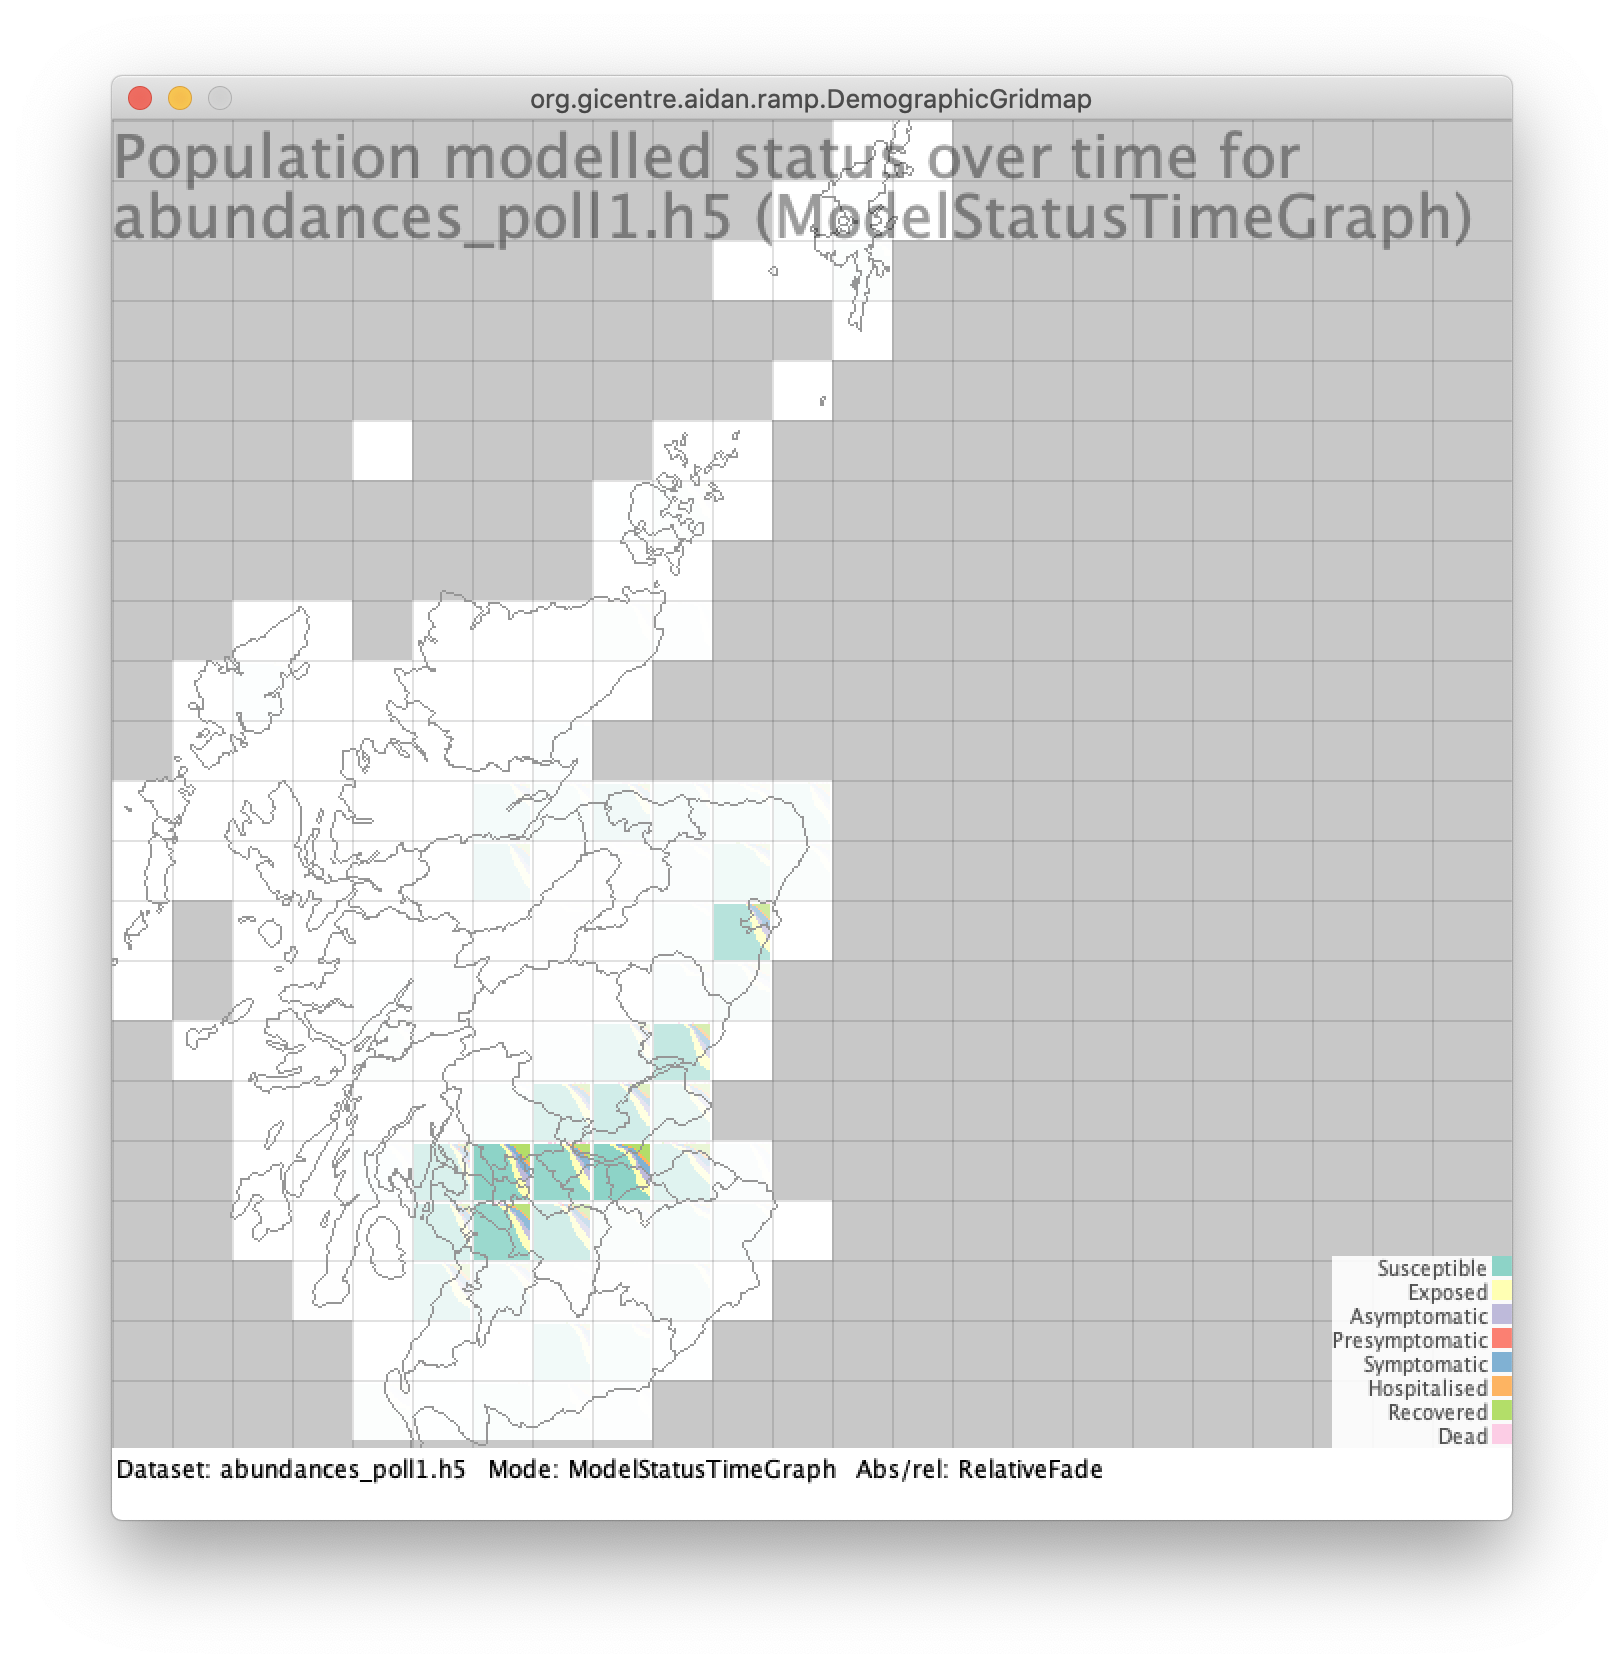 org.gicentre.aidan.ramp.DemographicGridmap
Population modelled status over time for
abundances_poll1.h5 (ModelStatusTimeGraph)
Susceptible
Exposed
Asymptomatic
Presymptomatic
Symptomatic
Hospitalised
Recovered
Dead
Dataset: abundances_poll1.h5 Mode: ModelStatusTimeGraph Abs/rel: RelativeFade